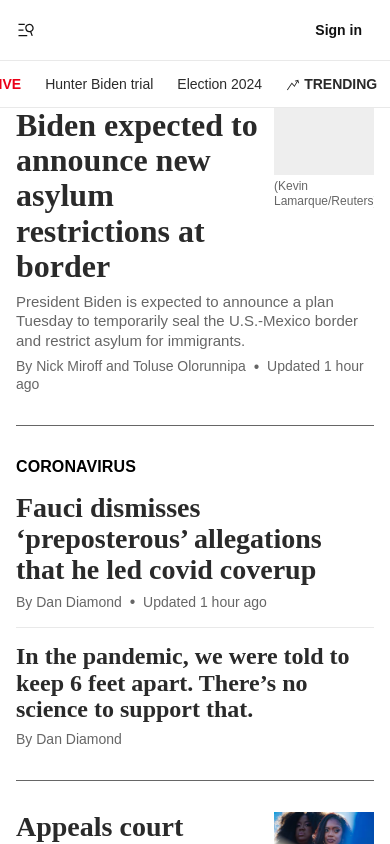 Sign in
IVE Hunter Biden trial Election 2024 TRENDING
Biden expected to
announce new
asylum
restrictions at
border
(Kevin
Lamarque/Reuters
President Biden is expected to announce a plan
Tuesday to temporarily seal the U.S.-Mexico border
and restrict asylum for immigrants.
By Nick Miroff and Toluse Olorunnipa • Updated 1 hour
ago
CORONAVIRUS
Fauci dismisses
‘preposterous’ allegations
that he led covid coverup
By Dan Diamond • Updated 1 hour ago
In the pandemic, we were told to
keep 6 feet apart. There’s no
science to support that.
By Dan Diamond
Appeals court